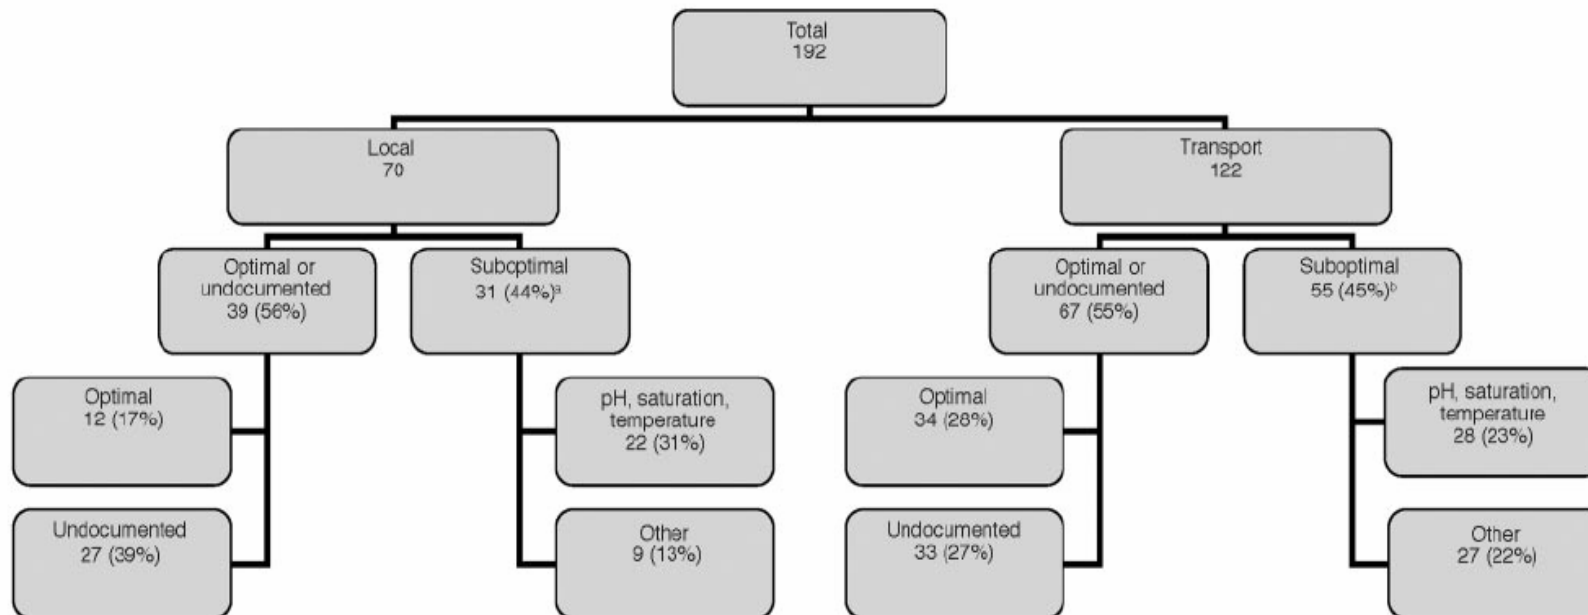 Total
192
Local
70
Transport
122
Optimal or
undocumented
39 (56%)
Suboptimal
31 (44%)ᵃ
Optimal or
undocumented
67 (55%)
Suboptimal
55 (45%)ᵇ
Optimal
12 (17%)
pH, saturation,
temperature
22 (31%)
Optimal
34 (28%)
pH, saturation,
temperature
28 (23%)
Undocumented
27 (39%)
Other
9 (13%)
Undocumented
33 (27%)
Other
27 (22%)